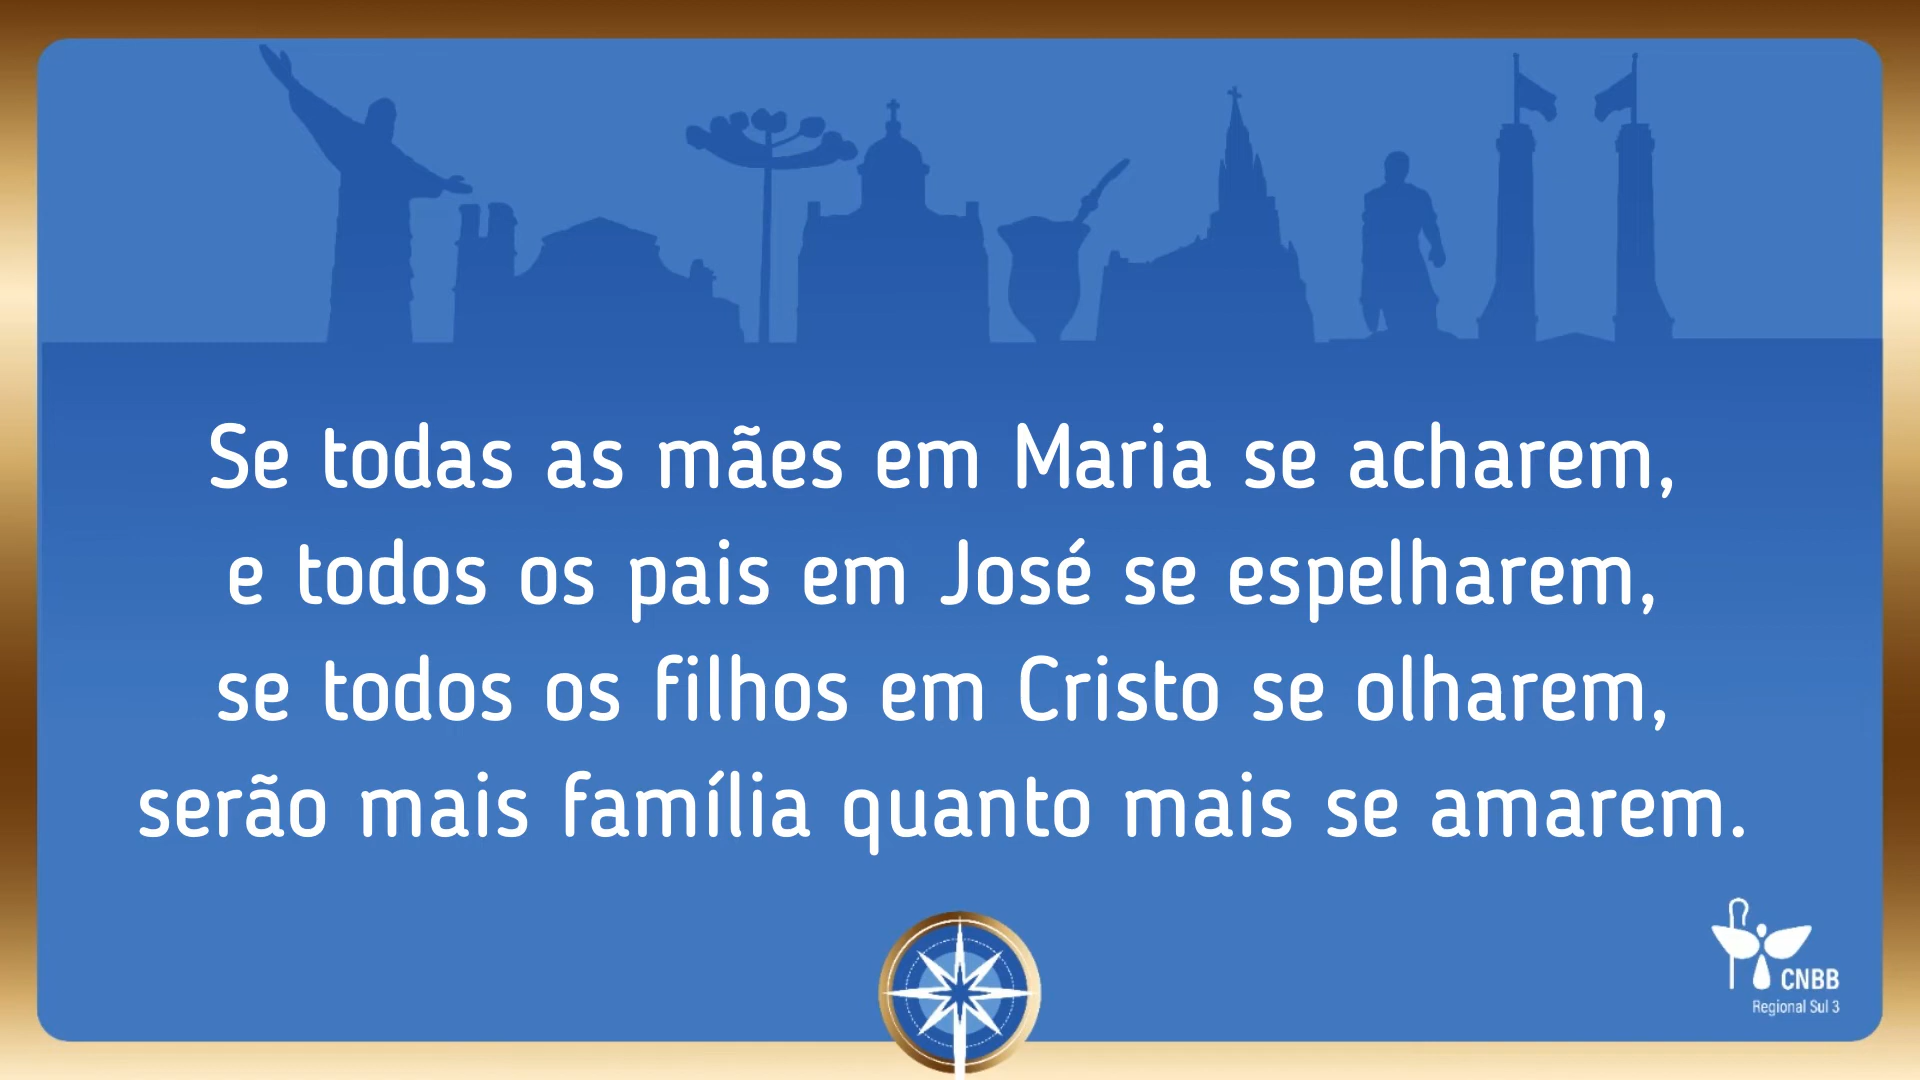 Se todas as mães em Maria se acharem,
e todos os pais em José se espelharem,
se todos os filhos em Cristo se olharem,
serão mais família quanto mais se amarem.
CNBB
Regional Sul 3